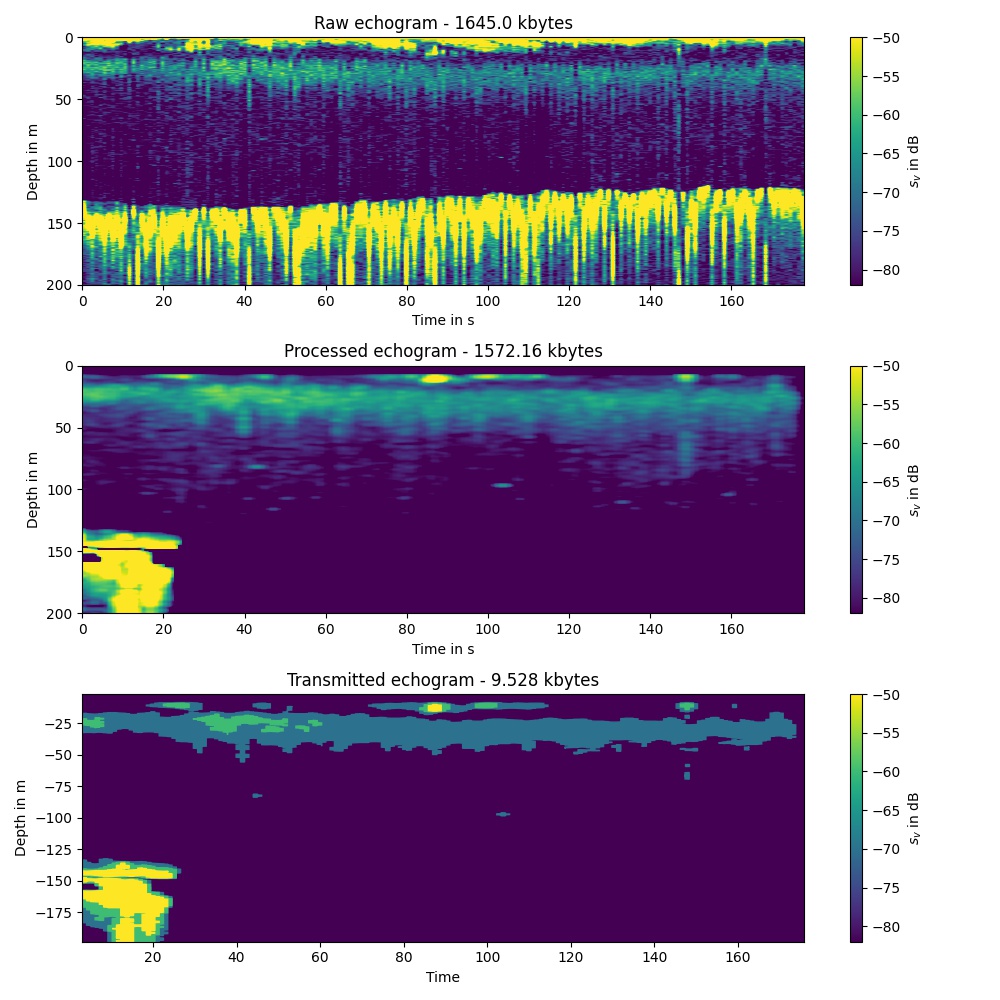 Raw echogram - 1645.0 kbytes
0
50
100
150
200
Depth in m
0 20 40 60 80 100 120 140 160
Time in s
−50
−55
−60
−65
−70
−75
−80
sv in dB
Processed echogram - 1572.16 kbytes
0
50
100
150
200
Depth in m
0 20 40 60 80 100 120 140 160
Time in s
−50
−55
−60
−65
−70
−75
−80
sv in dB
Transmitted echogram - 9.528 kbytes
−25
−50
−75
−100
−125
−150
−175
Depth in m
20 40 60 80 100 120 140 160
Time
−50
−55
−60
−65
−70
−75
−80
sv in dB